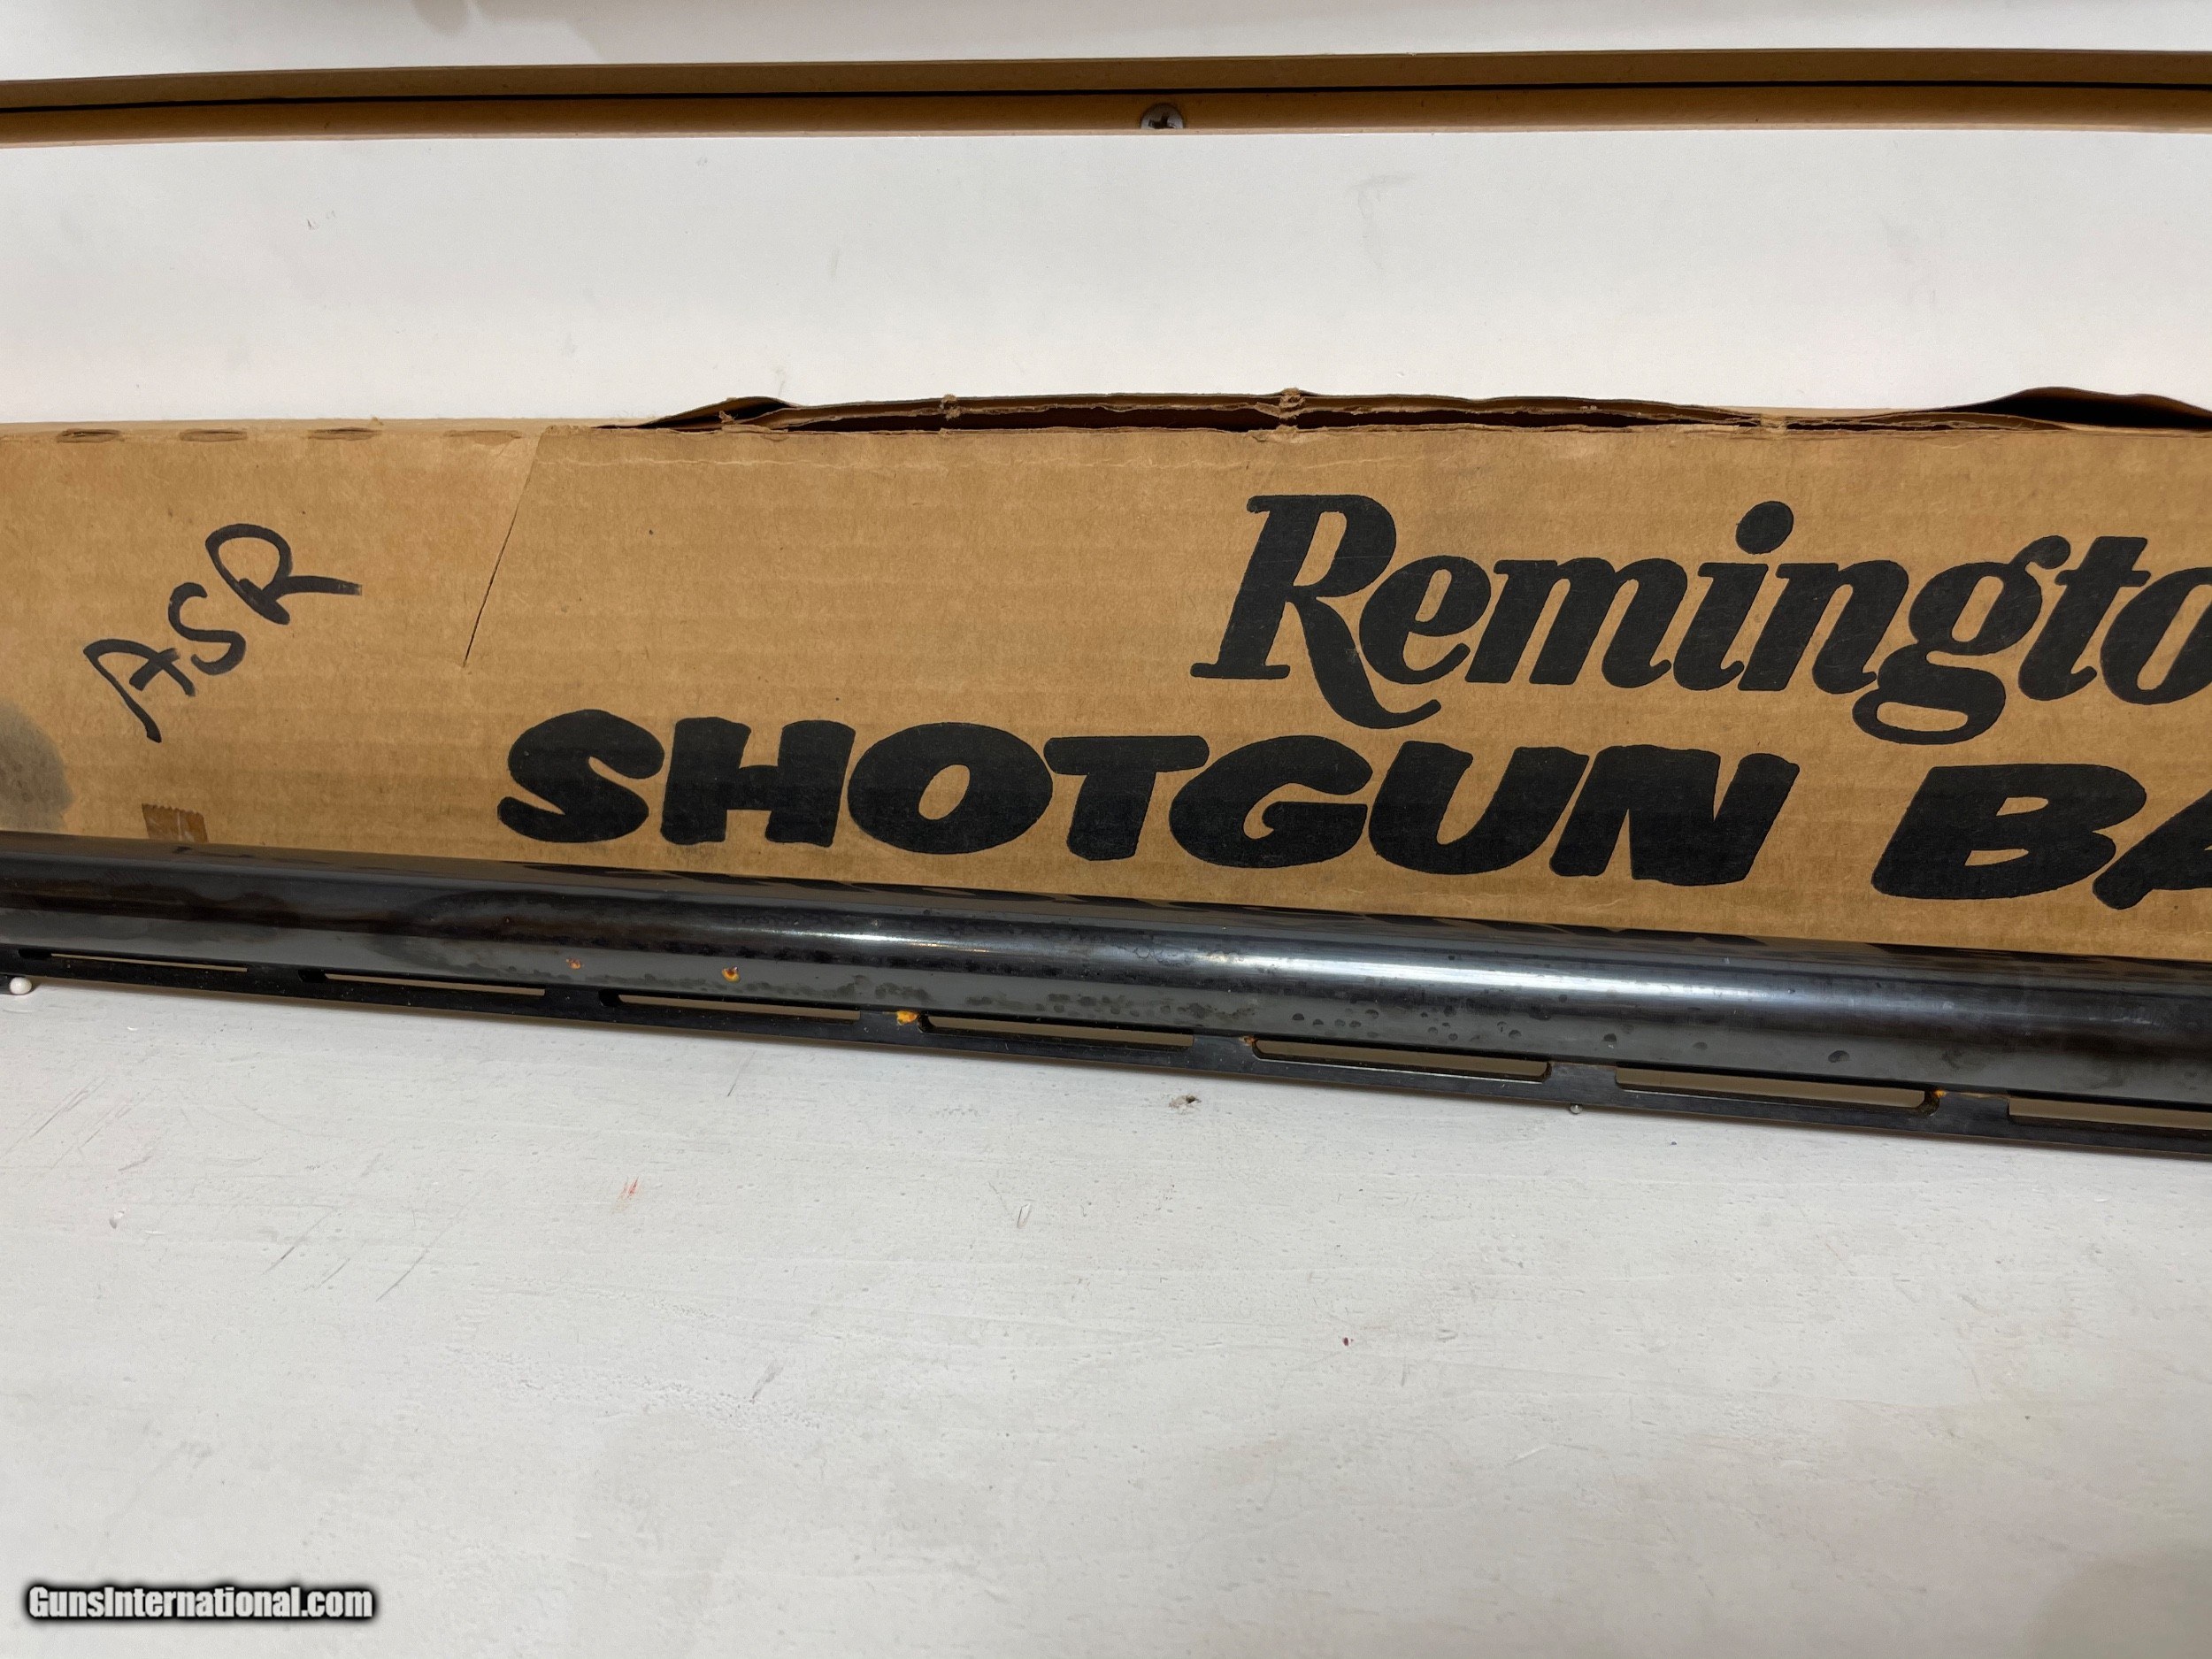 ASR
Remingto
SHOTGUN BA
GunsInternational.com